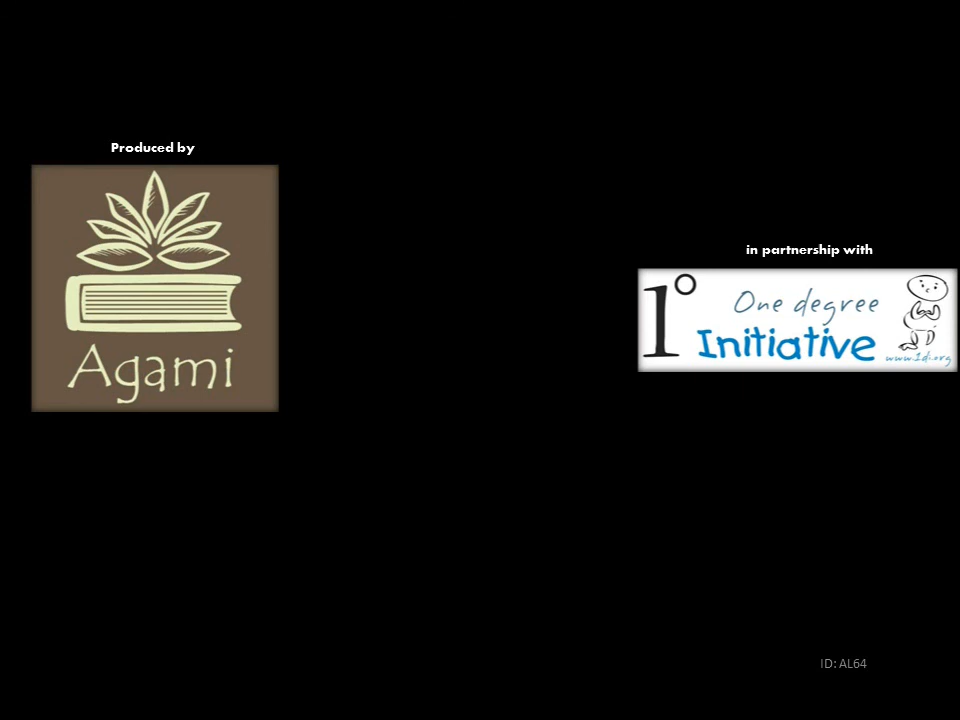 Produced by
Agami
in partnership with
1°
One degree
Initiative
www.1di.org
ID: AL64